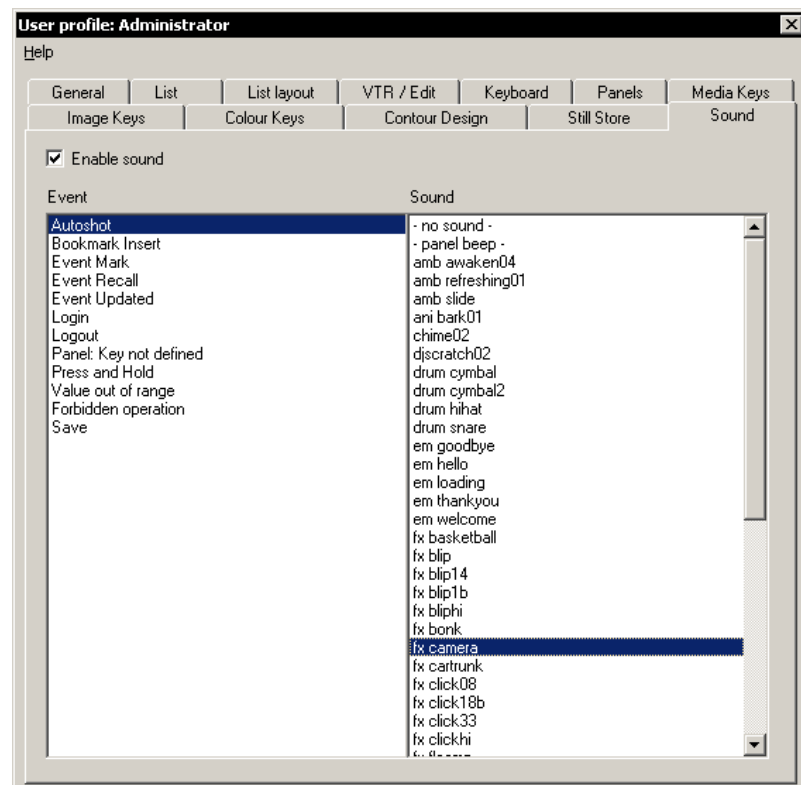 User profile: Administrator
Help
General List List layout VTR / Edit Keyboard Panels Media Keys
Image Keys Colour Keys Contour Design Still Store Sound
Enable sound
Event Sound
Autoshot
Bookmark Insert
Event Mark
Event Recall
Event Updated
Login
Logout
Panel: Key not defined
Press and Hold
Value out of range
Forbidden operation
Save
- no sound -
- panel beep -
amb awaken04
amb refreshing01
amb slide
ani bark01
chime02
djscratch02
drum cymbal
drum cymbal2
drum hihat
drum snare
em goodbye
em hello
em loading
em thankyou
em welcome
fx basketball
fx blip
fx blip14
fx blip1b
fx bliphi
fx bonk
fx camera
fx cartrunk
fx click08
fx click18b
fx click33
fx clickhi